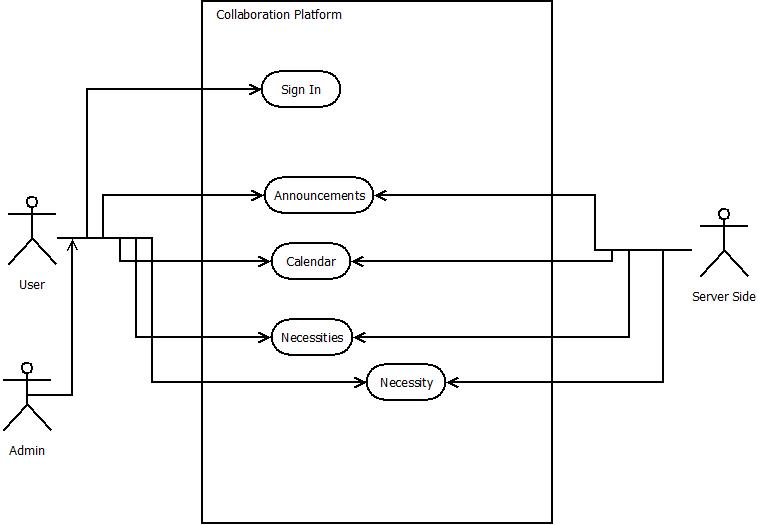 Collaboration Platform
Sign In
Announcements
Calendar
User
Server Side
Necessities
Necessity
Admin